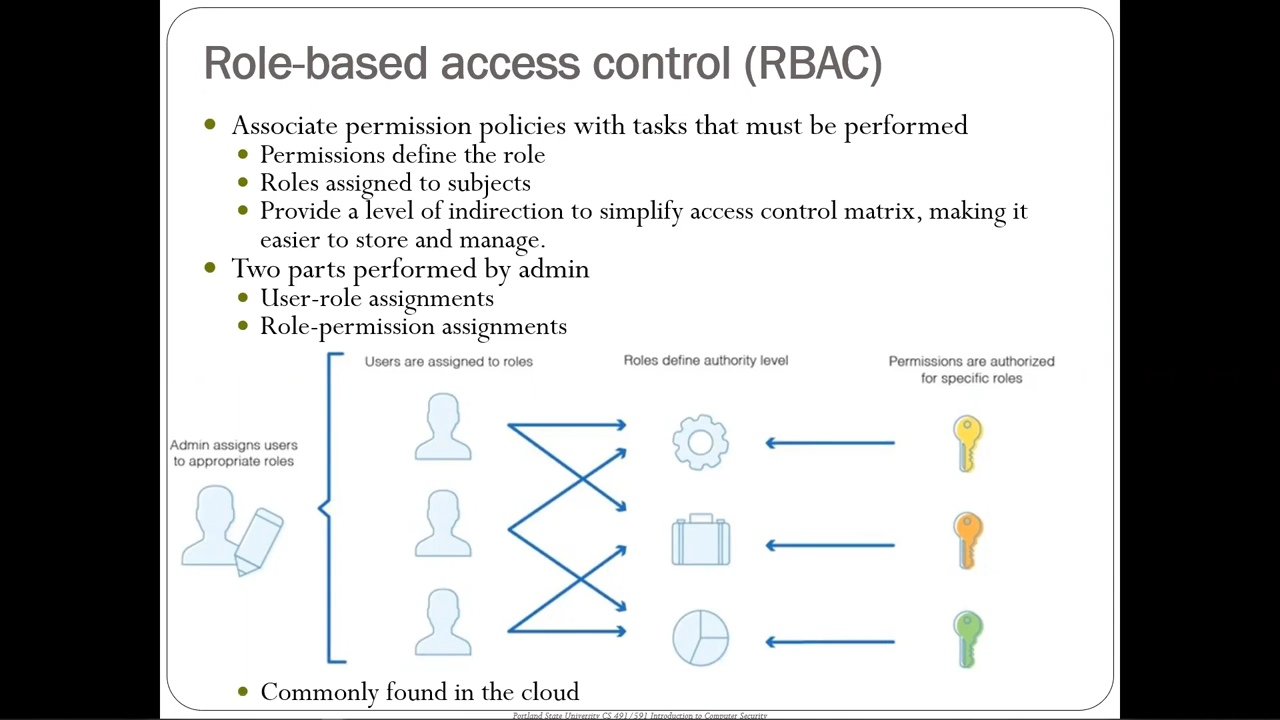 Role-based access control (RBAC)
Associate permission policies with tasks that must be performed
Permissions define the role
Roles assigned to subjects
Provide a level of indirection to simplify access control matrix, making it
easier to store and manage.
Two parts performed by admin
User-role assignments
Role-permission assignments
Users are assigned to roles
Roles define authority level
Permissions are authorized
for specific roles
Admin assigns users
to appropriate roles
Commonly found in the cloud
Portland State University CS 491/591 Introduction to Computer Security